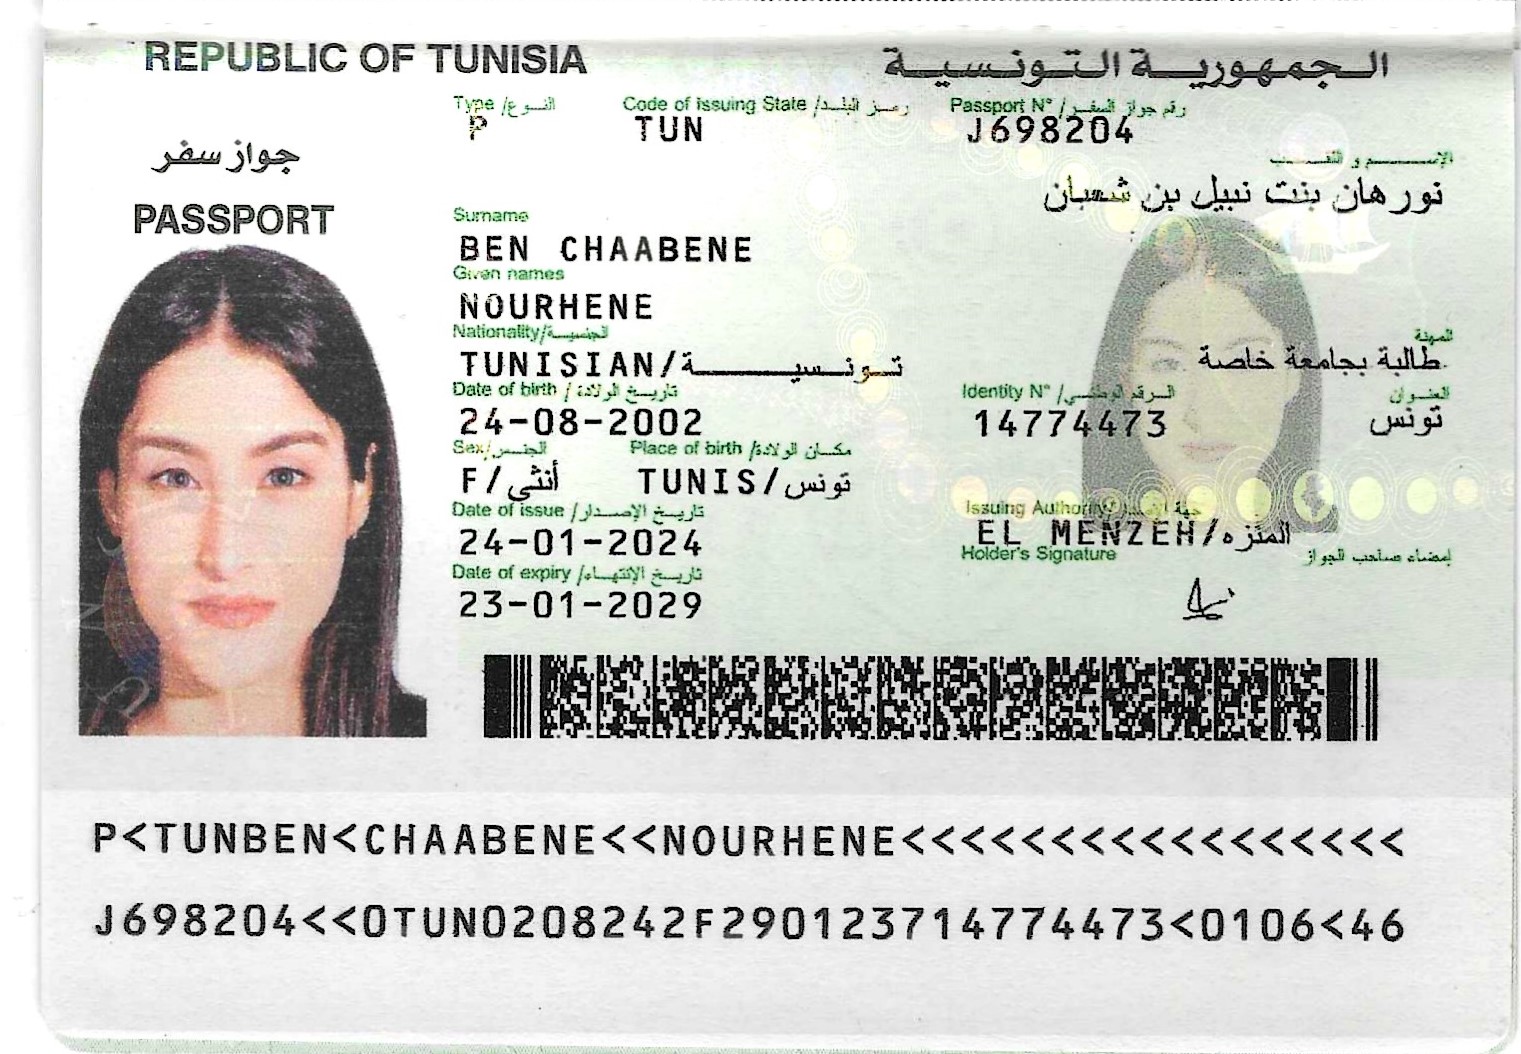 REPUBLIC OF TUNISIA
الجمهورية التونسية
Type / النوع
P
Code of issuing State / رمز البلد
TUN
Passport N° / رقم جواز السفر
J698204
جواز سفر
PASSPORT
الإسم و اللقب
نورهان بنت نبيل بن شعبان
Surname
BEN CHAABENE
Given names
NOURHENE
Nationality/الجنسية
TUNISIAN/تونسية
المهنة
طالبة بجامعة خاصة
Date of birth / تاريخ الولادة
24-08-2002
Identity N° / الرقم الوطني
14774473
العنوان
تونس
Sex/الجنس
F/أنثى
Place of birth / مكان الولادة
TUNIS/تونس
Date of issue / تاريخ الإصدار
24-01-2024
Issuing Authority/ جهة الإصدار
EL MENZEH/المنزه
Holder's Signature
إمضاء صاحب الجواز
Date of expiry / تاريخ الإنتهاء
23-01-2029
P<TUNBEN<CHAABENE<<NOURHENE<<<<<<<<<<<<<<<<<
J698204<<0TUN0208242F290123714774473<0106<46